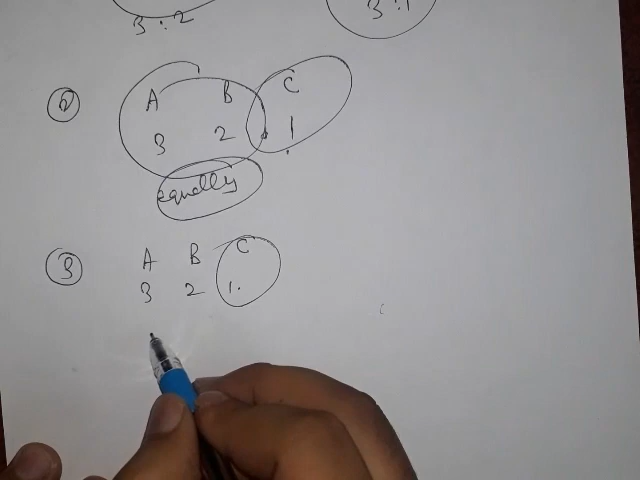 3 : 2
3 : 1
2 A B C
3 2 1
equally
3 A B C
3 2 1.